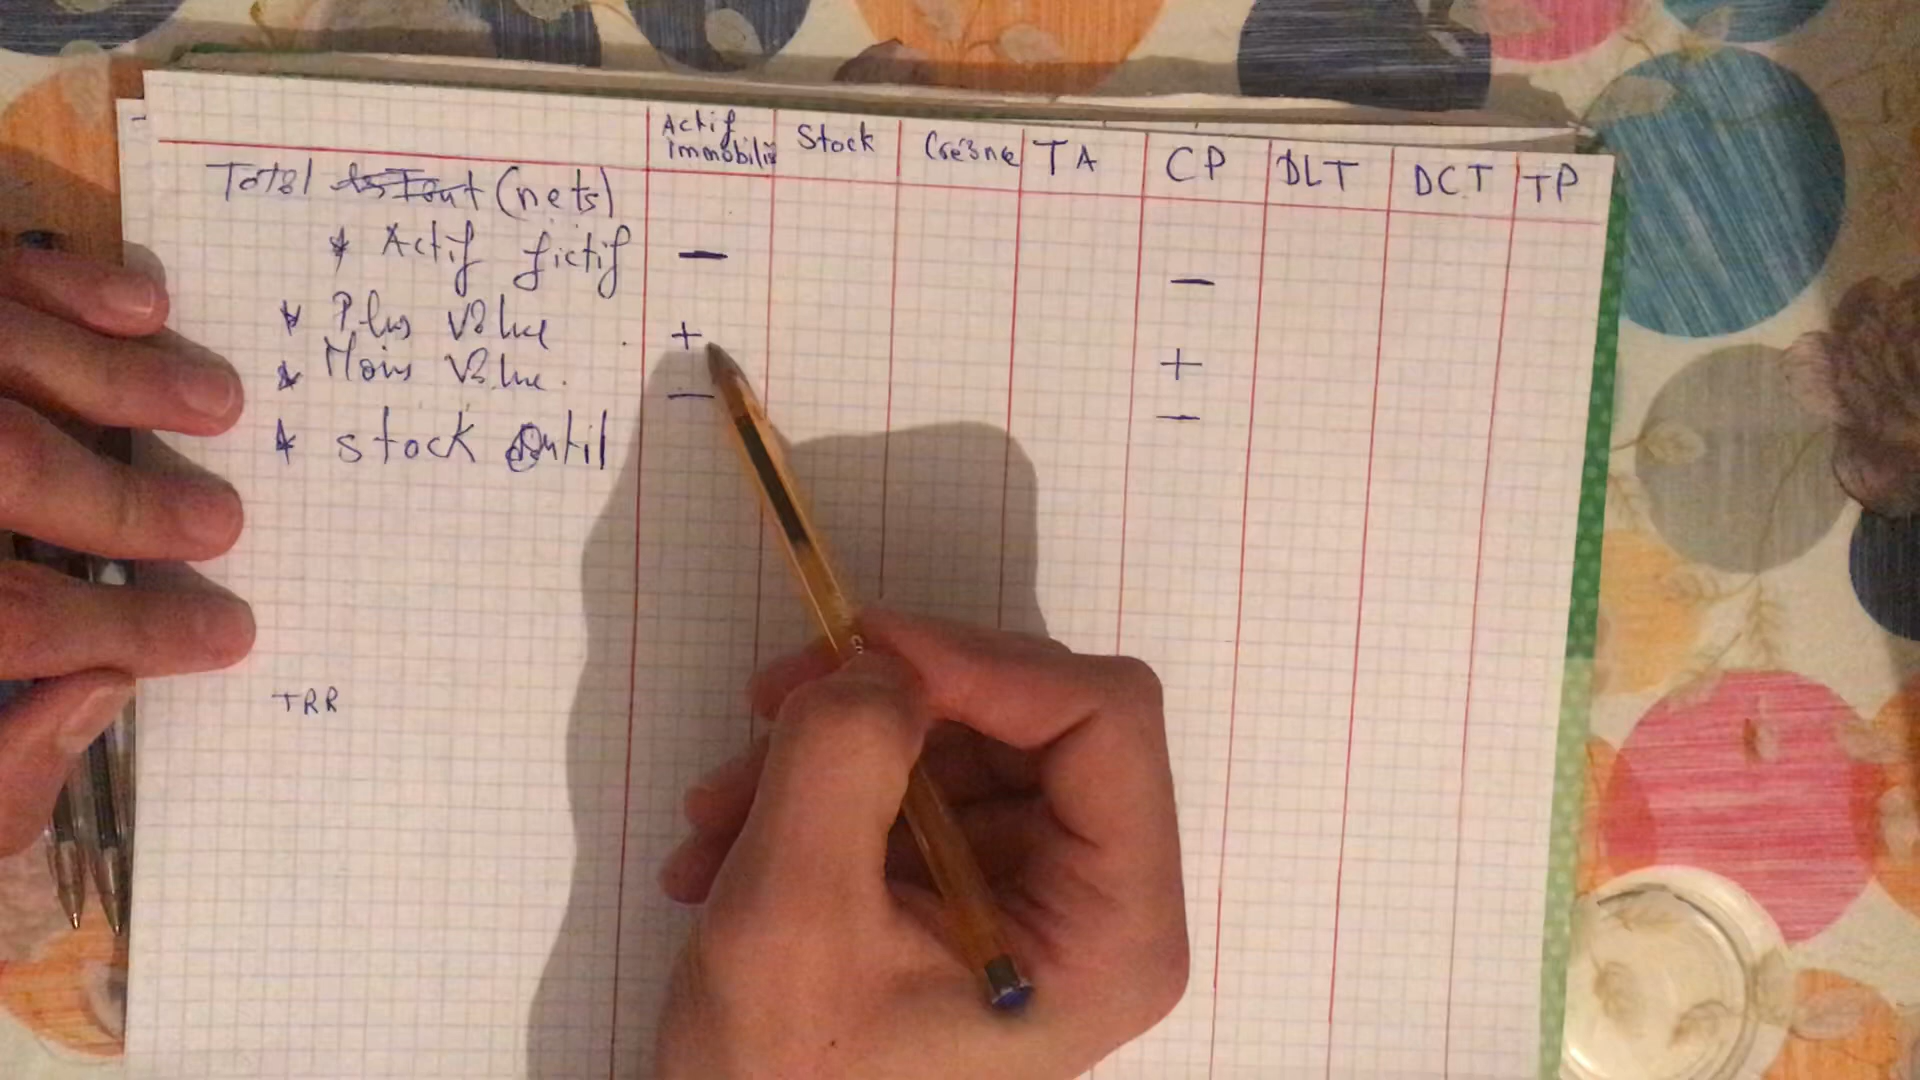 Actif immobilisé Stock Créance TA CP DLT DCT TP
Total (nets)
* Actif fictif — —
* Plus value + +
* Moins value. — —
* stock outil
TRR